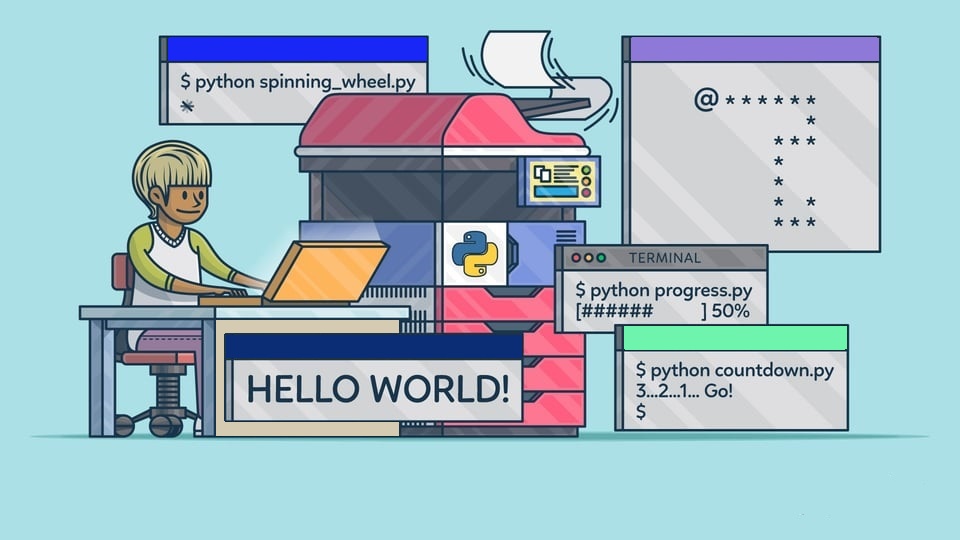 $ python spinning_wheel.py
*
@******
*
***
*
*
* *
***
TERMINAL
$ python progress.py
[###### ] 50%
$ python countdown.py
3...2...1... Go!
$
HELLO WORLD!